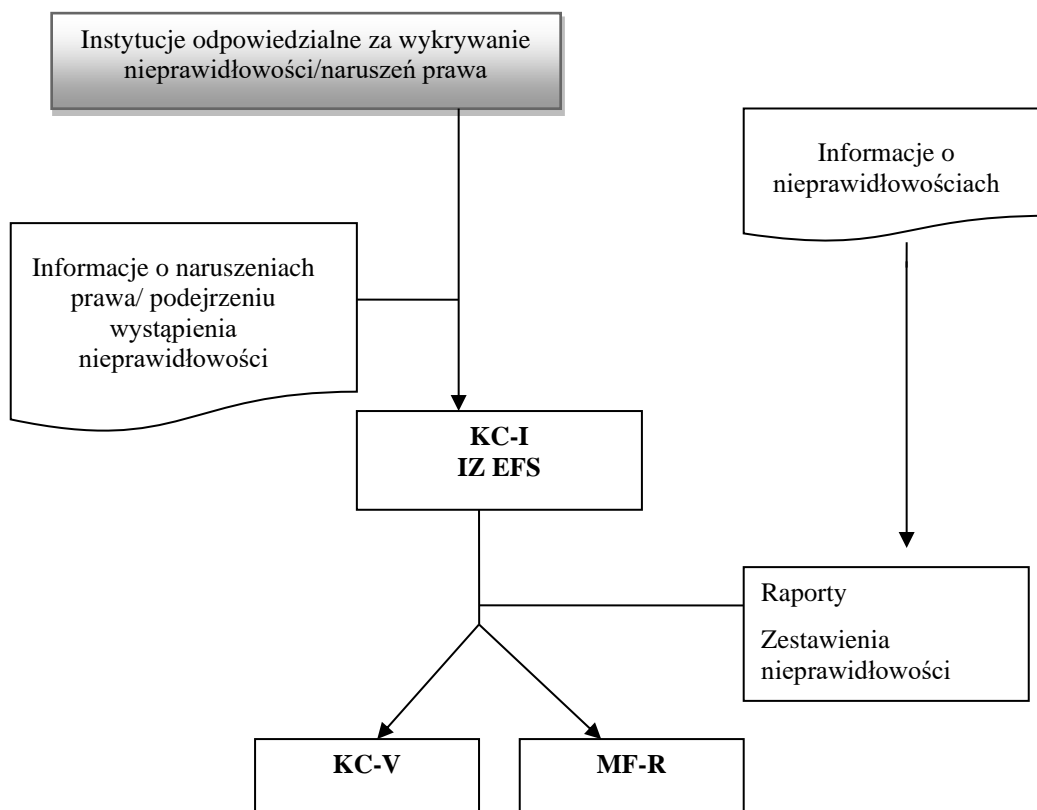 Instytucje odpowiedzialne za wykrywanie
nieprawidłowości/naruszeń prawa
Informacje o
nieprawidłowościach
Informacje o naruszeniach
prawa/ podejrzeniu
wystąpienia
nieprawidłowości
KC-I
IZ EFS
Raporty
Zestawienia
nieprawidłowości
KC-V
MF-R